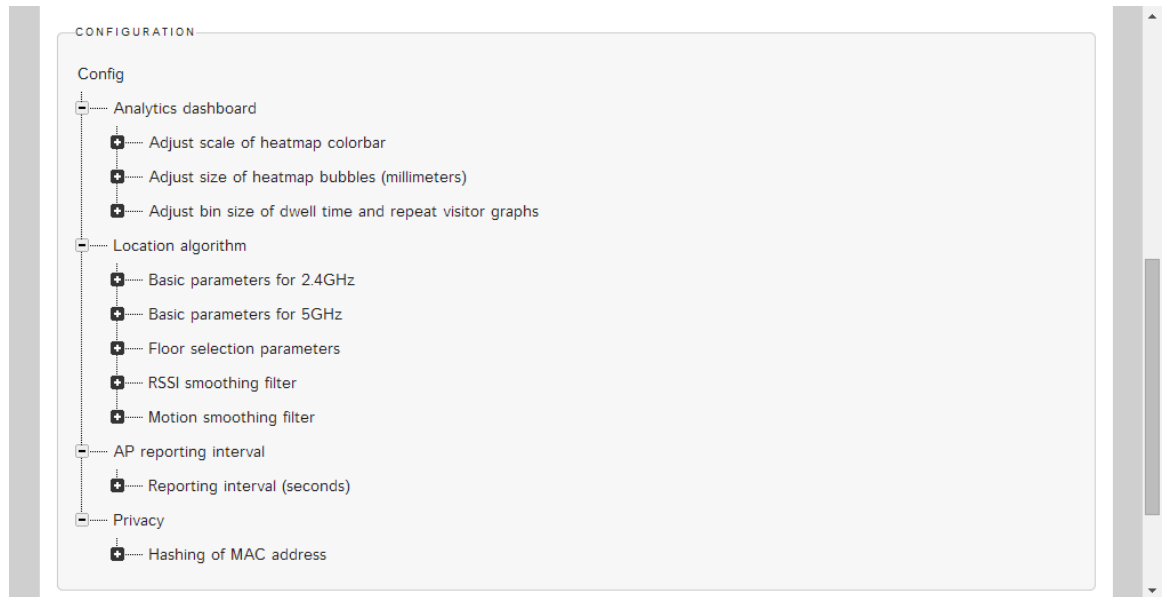 CONFIGURATION
Config
Analytics dashboard
Adjust scale of heatmap colorbar
Adjust size of heatmap bubbles (millimeters)
Adjust bin size of dwell time and repeat visitor graphs
Location algorithm
Basic parameters for 2.4GHz
Basic parameters for 5GHz
Floor selection parameters
RSSI smoothing filter
Motion smoothing filter
AP reporting interval
Reporting interval (seconds)
Privacy
Hashing of MAC address